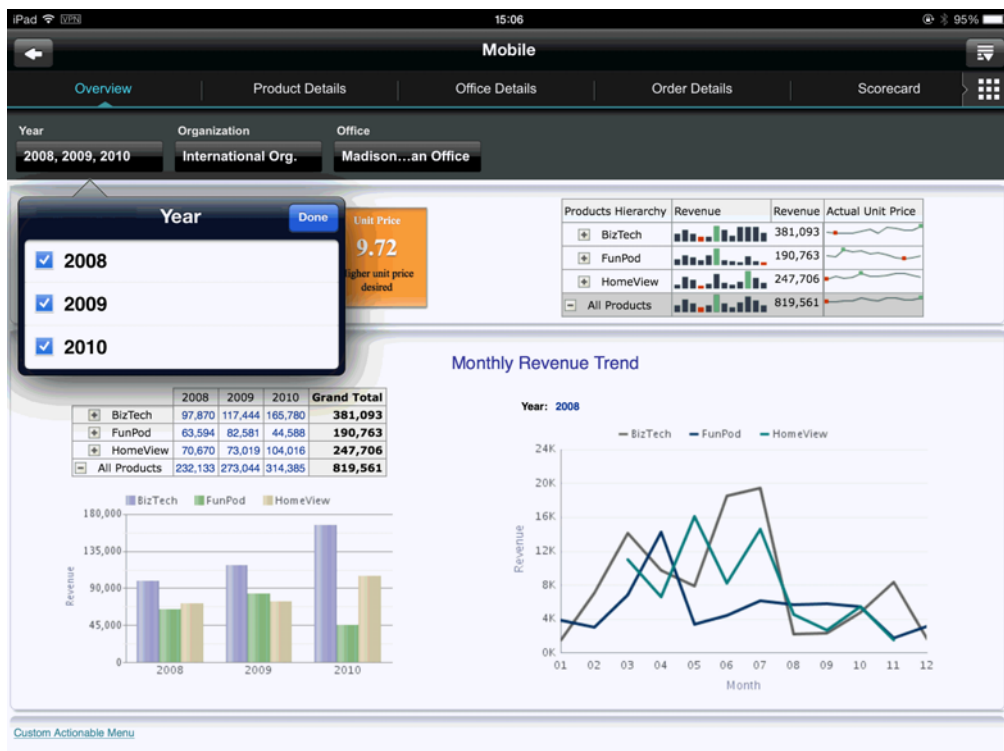 iPad VPN 15:06 95%
Mobile
Overview Product Details Office Details Order Details Scorecard
Year Organization Office
2008, 2009, 2010 International Org. Madison…an Office
Year Done
2008
2009
2010
Unit Price
9.72
igher unit price
desired
Products Hierarchy Revenue Revenue Actual Unit Price
BizTech 381,093
FunPod 190,763
HomeView 247,706
All Products 819,561
Monthly Revenue Trend
2008 2009 2010 Grand Total
BizTech 97,870 117,444 165,780 381,093
FunPod 63,594 82,581 44,588 190,763
HomeView 70,670 73,019 104,016 247,706
All Products 232,133 273,044 314,385 819,561
BizTech FunPod HomeView
180,000
135,000
90,000
45,000
0
Revenue
2008 2009 2010
Year: 2008
BizTech FunPod HomeView
24K
20K
16K
12K
8K
4K
0K
Revenue
01 02 03 04 05 06 07 08 09 10 11 12
Month
Custom Actionable Menu